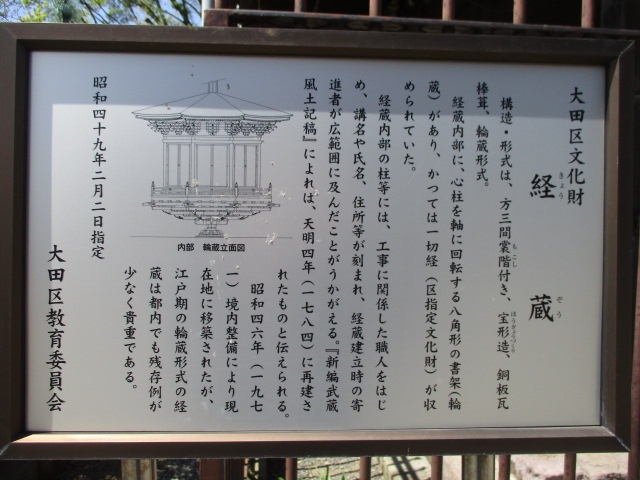 大田区文化財
経蔵
きょうぞう
構造・形式は、方三間裳階付き、宝形造、銅板瓦
もこし
ほうぎょうづくり
棒葺、輪蔵形式。
経蔵内部に、心柱を軸に回転する八角形の書架(輪
蔵)があり、かつては一切経(区指定文化財)が収
められていた。
経蔵内部の柱等には、工事に関係した職人をはじ
め、講名や氏名、住所等が刻まれ、経蔵建立時の寄
進者が広範囲に及んだことがうかがえる。『新編武蔵
風土記稿』によれば、天明四年(一七八四)に再建さ
れたものと伝えられる。
昭和四六年(一九七
一)境内整備により現
在地に移築されたが、
江戸期の輪蔵形式の経
蔵は都内でも残存例が
少なく貴重である。
内部 輪蔵立面図
昭和四十九年二月二日指定
大田区教育委員会